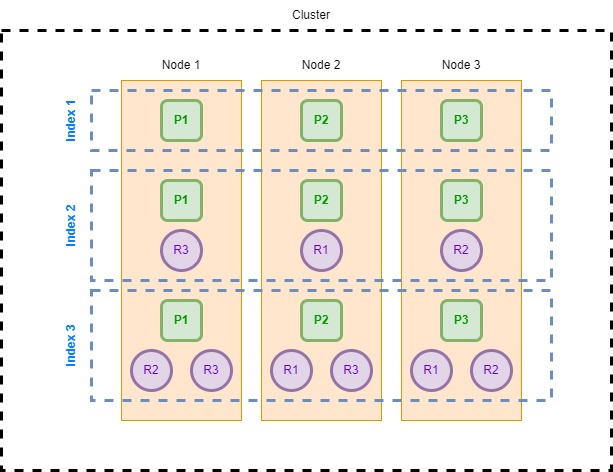 Cluster
Node 1 Node 2 Node 3
Index 1
P1 P2 P3
Index 2
P1 P2 P3
R3 R1 R2
Index 3
P1 P2 P3
R2 R3 R1 R3 R1 R2